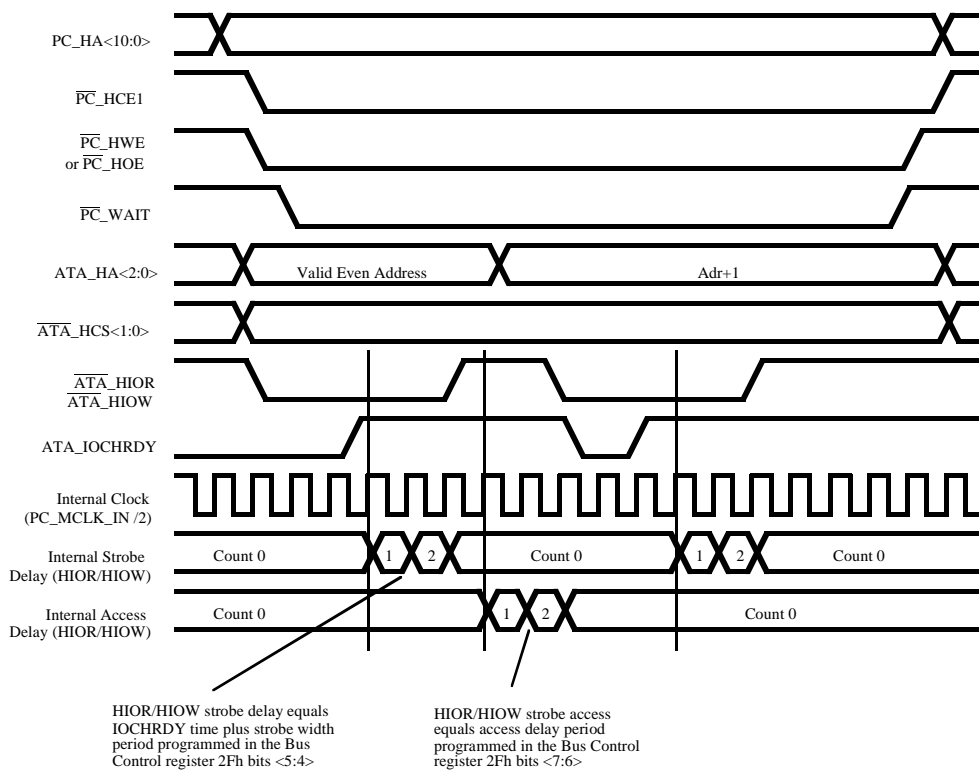 PC_HA<10:0>
PC_HCE1
PC_HWE
or PC_HOE
PC_WAIT
ATA_HA<2:0>
Valid Even Address
Adr+1
ATA_HCS<1:0>
ATA_HIOR
ATA_HIOW
ATA_IOCHRDY
Internal Clock
(PC_MCLK_IN /2)
Internal Strobe
Delay (HIOR/HIOW)
Count 0
1
2
Count 0
1
2
Count 0
Internal Access
Delay (HIOR/HIOW)
Count 0
1
2
Count 0
HIOR/HIOW strobe delay equals
IOCHRDY time plus strobe width
period programmed in the Bus
Control register 2Fh bits <5:4>
HIOR/HIOW strobe access
equals access delay period
programmed in the Bus Control
register 2Fh bits <7:6>